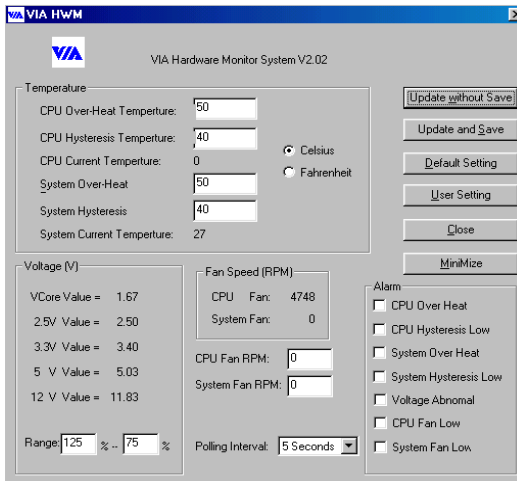 VIA VIA HWM
VIA
VIA Hardware Monitor System V2.02
Temperature
CPU Over-Heat Temperture: 50
CPU Hysteresis Temperture: 40
CPU Current Temperture: 0
System Over-Heat 50
System Hysteresis 40
System Current Temperture: 27
Celsius
Fahrenheit
Update without Save
Update and Save
Default Setting
User Setting
Close
MiniMize
Voltage (V)
VCore Value = 1.67
2.5V Value = 2.50
3.3V Value = 3.40
5 V Value = 5.03
12 V Value = 11.83
Range: 125 % .. 75 %
Fan Speed (RPM)
CPU Fan: 4748
System Fan: 0
CPU Fan RPM: 0
System Fan RPM: 0
Polling Interval: 5 Seconds
Alarm
CPU Over Heat
CPU Hysteresis Low
System Over Heat
System Hysteresis Low
Voltage Abnomal
CPU Fan Low
System Fan Low